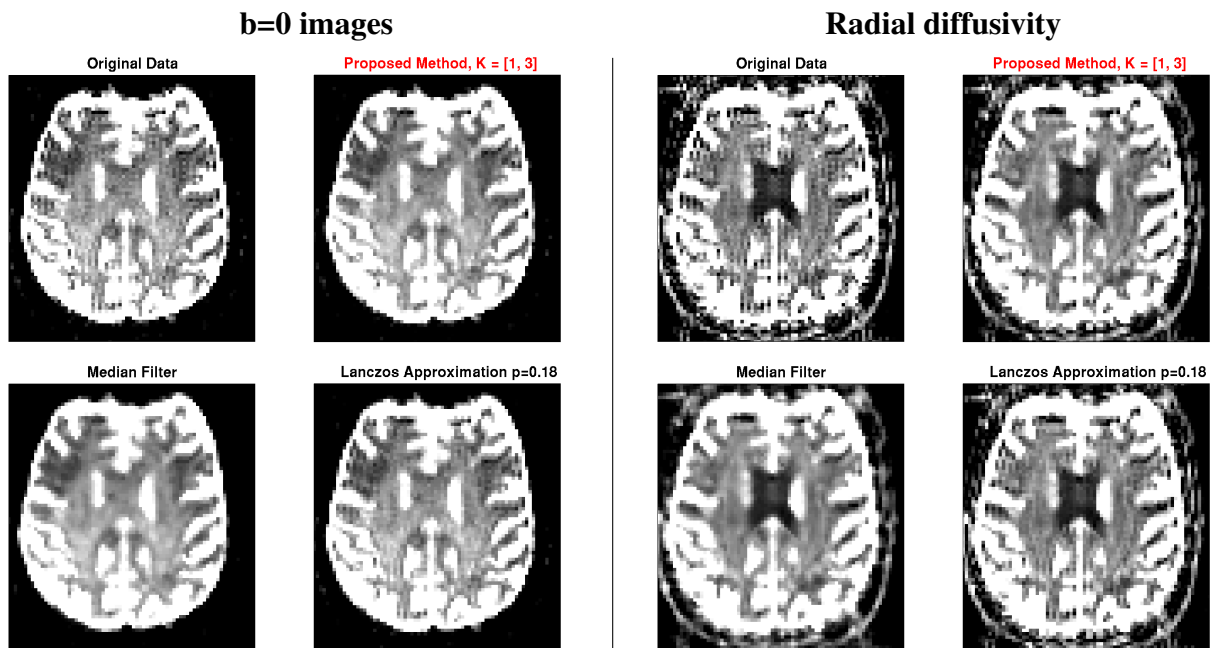 b=0 images
Radial diffusivity
Original Data
Proposed Method, K = [1, 3]
Original Data
Proposed Method, K = [1, 3]
Median Filter
Lanczos Approximation p=0.18
Median Filter
Lanczos Approximation p=0.18